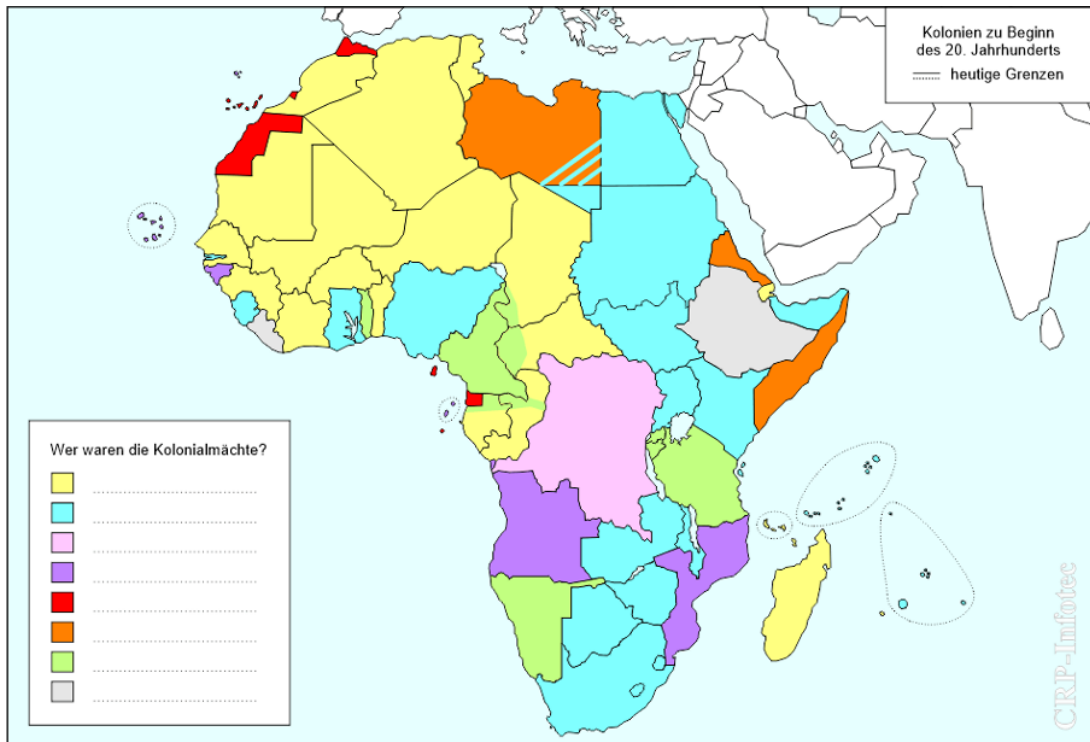 Kolonien zu Beginn
des 20. Jahrhunderts
heutige Grenzen
Wer waren die Kolonialmächte?
CRP-Infotec